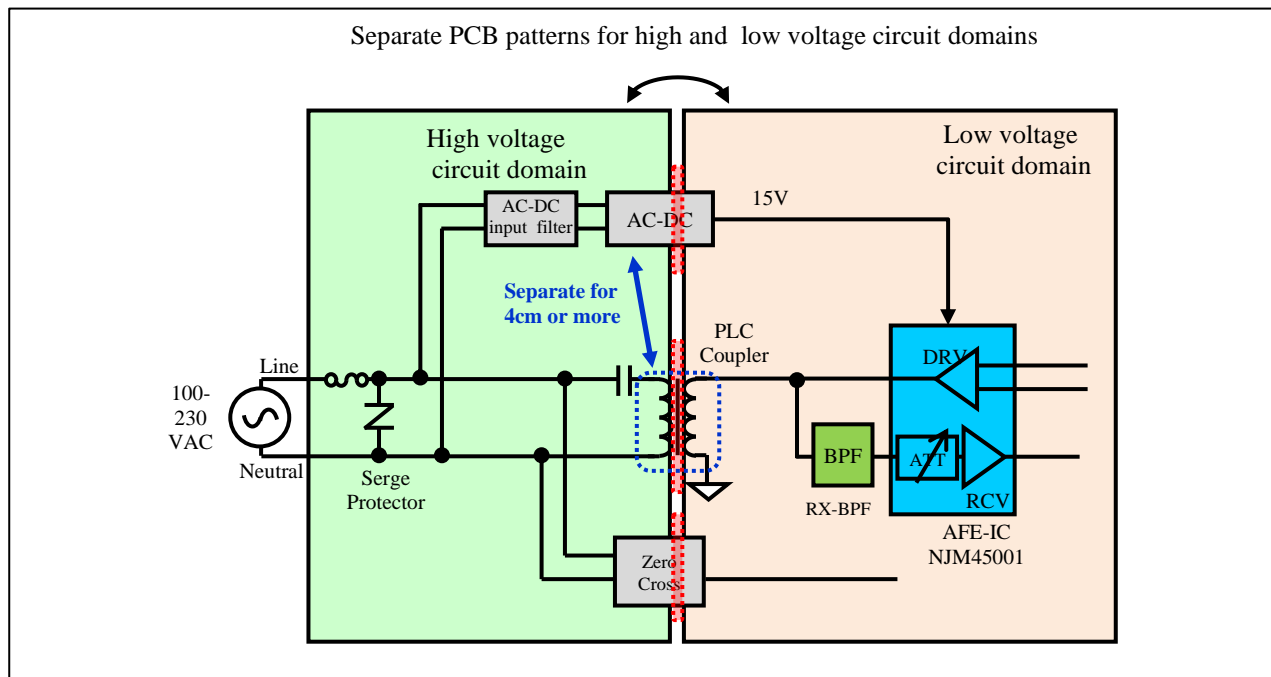 Separate PCB patterns for high and low voltage circuit domains
High voltage
circuit domain
Low voltage
circuit domain
AC-DC
input filter
AC-DC
15V
Separate for
4cm or more
PLC
Coupler
DRV
Line
100-
230
VAC
Neutral
Serge
Protector
BPF
RX-BPF
ATT
RCV
AFE-IC
NJM45001
Zero
Cross